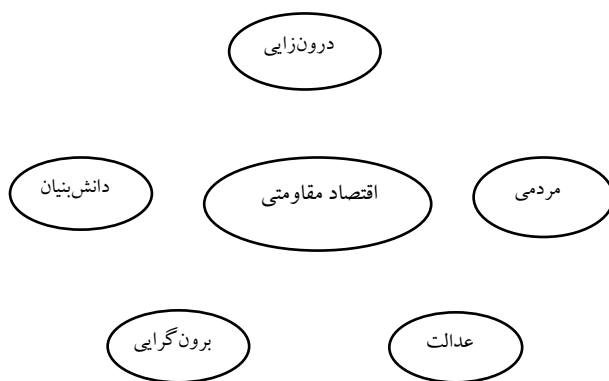 درون‌زایی
مردمی
اقتصاد مقاومتی
دانش‌بنیان
عدالت
برون‌گرایی